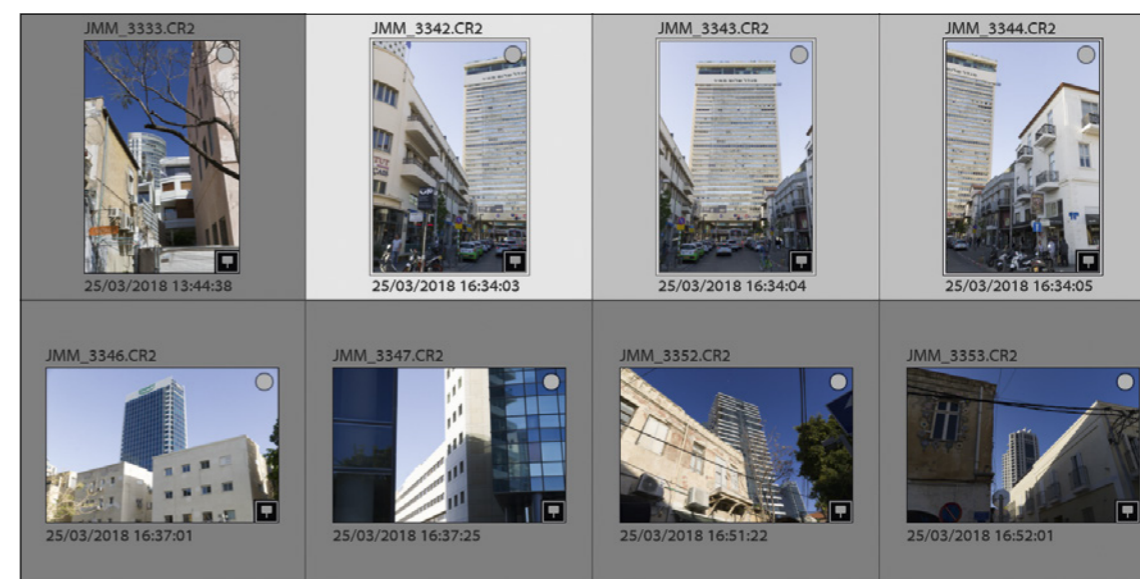 JMM_3333.CR2
JMM_3342.CR2
JMM_3343.CR2
JMM_3344.CR2
25/03/2018 13:44:38
25/03/2018 16:34:03
25/03/2018 16:34:04
25/03/2018 16:34:05
JMM_3346.CR2
JMM_3347.CR2
JMM_3352.CR2
JMM_3353.CR2
25/03/2018 16:37:01
25/03/2018 16:37:25
25/03/2018 16:51:22
25/03/2018 16:52:01